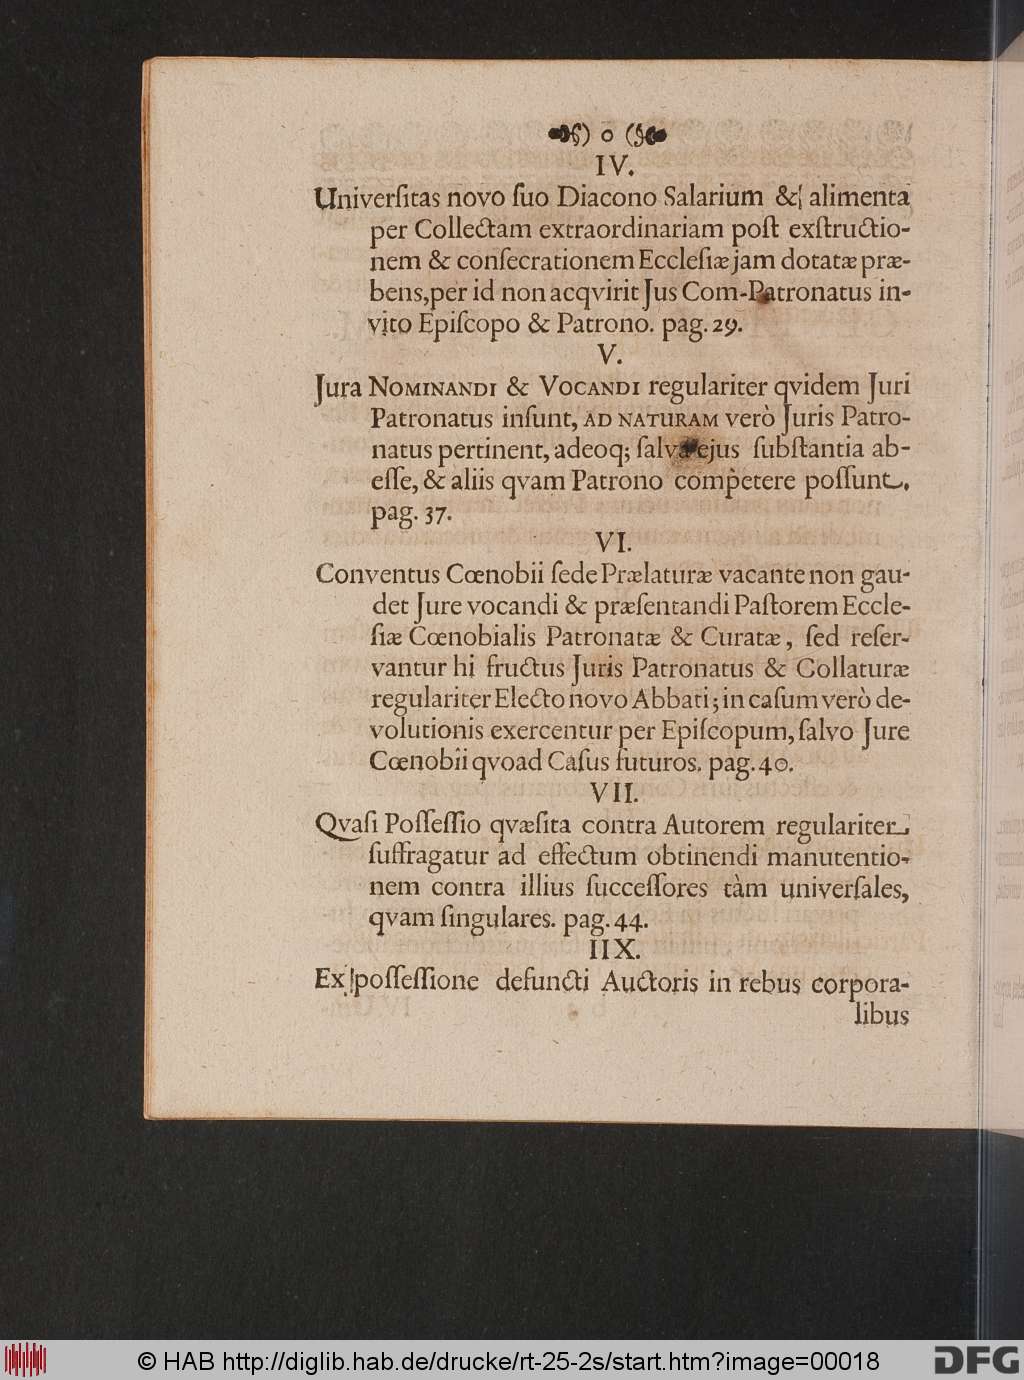 ) o (
IV.
Univerſitas novo ſuo Diacono Salarium & alimenta
per Collectam extraordinariam poſt exſtructio-
nem & conſecrationem Eccleſiæ jam dotatæ præ-
bens, per id non acqvirit Jus Com-Patronatus in-
vito Epiſcopo & Patrono. pag. 29.
V.
Jura NOMINANDI & VOCANDI regulariter qvidem Juri
Patronatus inſunt, AD NATURAM verò Juris Patro-
natus pertinent, adeoq; ſalva ejus ſubſtantia ab-
eſſe, & aliis qvam Patrono competere poſſunt.
pag. 37.
VI.
Conventus Cœnobii ſede Prælaturæ vacante non gau-
det Jure vocandi & præſentandi Paſtorem Eccle-
ſiæ Cœnobialis Patronatæ & Curatæ, ſed reſer-
vantur hi fructus Juris Patronatus & Collaturæ
regulariter Electo novo Abbati; in caſum verò de-
volutionis exercentur per Epiſcopum, ſalvo Jure
Cœnobii qvoad Caſus futuros. pag. 40.
VII.
Qvaſi Poſſeſſio qvæſita contra Autorem regulariter
ſuffragatur ad effectum obtinendi manutentio-
nem contra illius ſucceſſores tàm univerſales,
qvam ſingulares. pag. 44.
IIX.
Ex poſſeſſione defuncti Auctoris in rebus corpora-
libus
© HAB http://diglib.hab.de/drucke/rt-25-2s/start.htm?image=00018
DFG